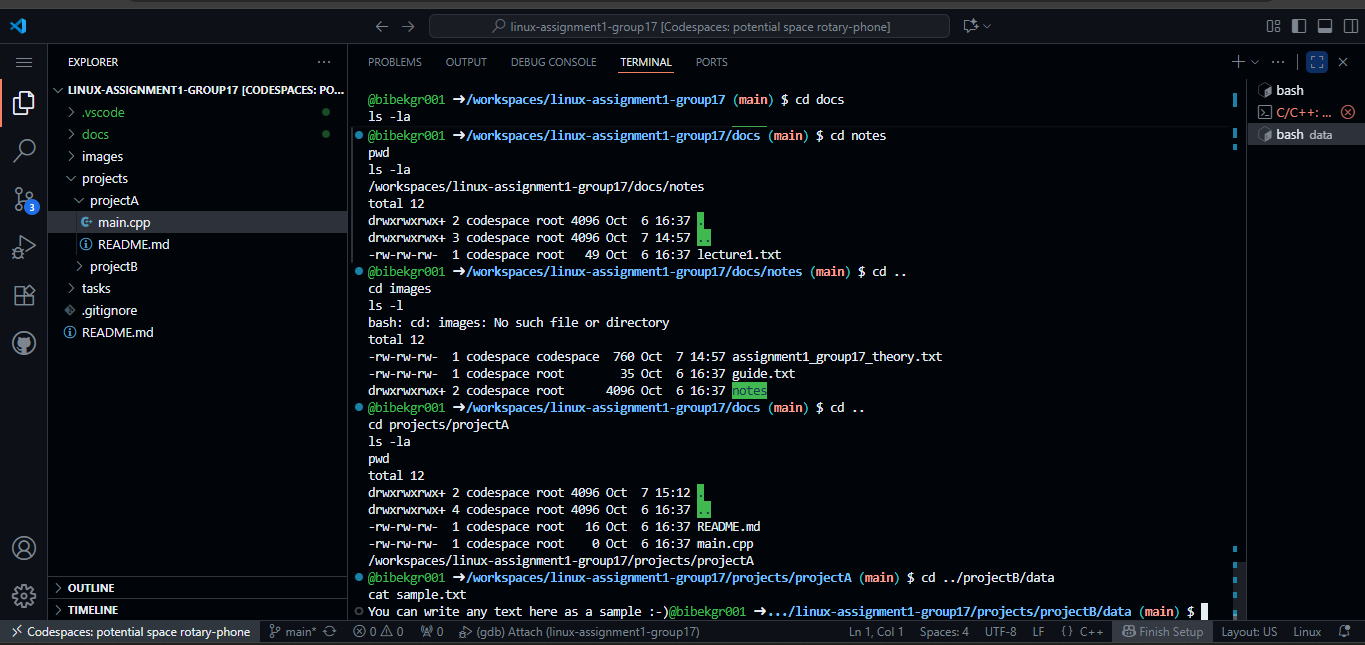 linux-assignment1-group17 [Codespaces: potential space rotary-phone]
EXPLORER
LINUX-ASSIGNMENT1-GROUP17 [CODESPACES: PO...
.vscode
docs
images
projects
projectA
main.cpp
README.md
projectB
tasks
.gitignore
README.md
OUTLINE
TIMELINE
3
PROBLEMS OUTPUT DEBUG CONSOLE TERMINAL PORTS
@bibekgr001 ➜/workspaces/linux-assignment1-group17 (main) $ cd docs
ls -la
@bibekgr001 ➜/workspaces/linux-assignment1-group17/docs (main) $ cd notes
pwd
ls -la
/workspaces/linux-assignment1-group17/docs/notes
total 12
drwxrwxrwx+ 2 codespace root 4096 Oct  6 16:37 .
drwxrwxrwx+ 3 codespace root 4096 Oct  7 14:57 ..
-rw-rw-rw-  1 codespace root   49 Oct  6 16:37 lecture1.txt
@bibekgr001 ➜/workspaces/linux-assignment1-group17/docs/notes (main) $ cd ..
cd images
ls -l
bash: cd: images: No such file or directory
total 12
-rw-rw-rw-  1 codespace codespace  760 Oct  7 14:57 assignment1_group17_theory.txt
-rw-rw-rw-  1 codespace root        35 Oct  6 16:37 guide.txt
drwxrwxrwx+ 2 codespace root      4096 Oct  6 16:37 notes
@bibekgr001 ➜/workspaces/linux-assignment1-group17/docs (main) $ cd ..
cd projects/projectA
ls -la
pwd
total 12
drwxrwxrwx+ 2 codespace root 4096 Oct  7 15:12 .
drwxrwxrwx+ 4 codespace root 4096 Oct  6 16:37 ..
-rw-rw-rw-  1 codespace root   16 Oct  6 16:37 README.md
-rw-rw-rw-  1 codespace root    0 Oct  6 16:37 main.cpp
/workspaces/linux-assignment1-group17/projects/projectA
@bibekgr001 ➜/workspaces/linux-assignment1-group17/projects/projectA (main) $ cd ../projectB/data
cat sample.txt
You can write any text here as a sample :-)@bibekgr001 ➜.../linux-assignment1-group17/projects/projectB/data (main) $
bash
C/C++: ...
bash data
Codespaces: potential space rotary-phone main* 0 0 0 (gdb) Attach (linux-assignment1-group17) Ln 1, Col 1 Spaces: 4 UTF-8 LF {} C++ Finish Setup Layout: US Linux